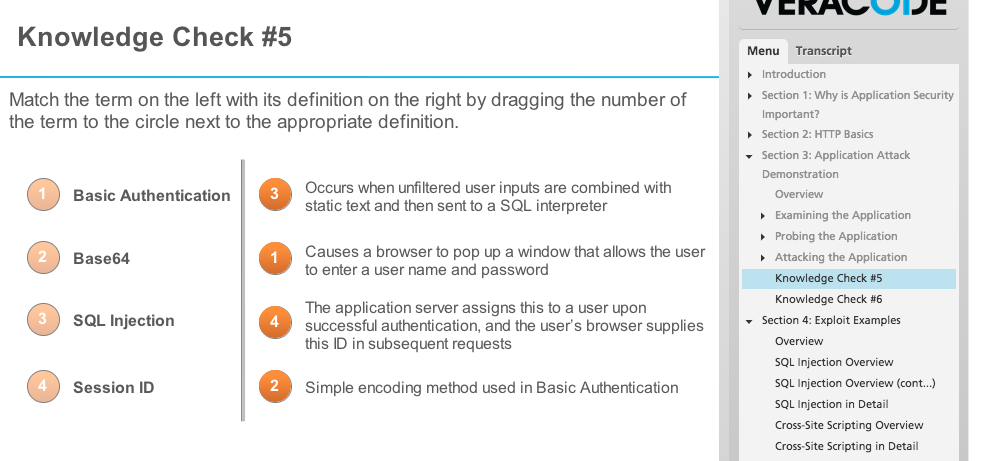 VERACODE
Knowledge Check #5
Menu
Transcript
Match the term on the left with its definition on the right by dragging the number of
the term to the circle next to the appropriate definition.
1 Basic Authentication
2 Base64
3 SQL Injection
4 Session ID
3 Occurs when unfiltered user inputs are combined with
static text and then sent to a SQL interpreter
1 Causes a browser to pop up a window that allows the user
to enter a user name and password
4 The application server assigns this to a user upon
successful authentication, and the user's browser supplies
this ID in subsequent requests
2 Simple encoding method used in Basic Authentication
Introduction
Section 1: Why is Application Security
Important?
Section 2: HTTP Basics
Section 3: Application Attack
Demonstration
Overview
Examining the Application
Probing the Application
Attacking the Application
Knowledge Check #5
Knowledge Check #6
Section 4: Exploit Examples
Overview
SQL Injection Overview
SQL Injection Overview (cont...)
SQL Injection in Detail
Cross-Site Scripting Overview
Cross-Site Scripting in Detail